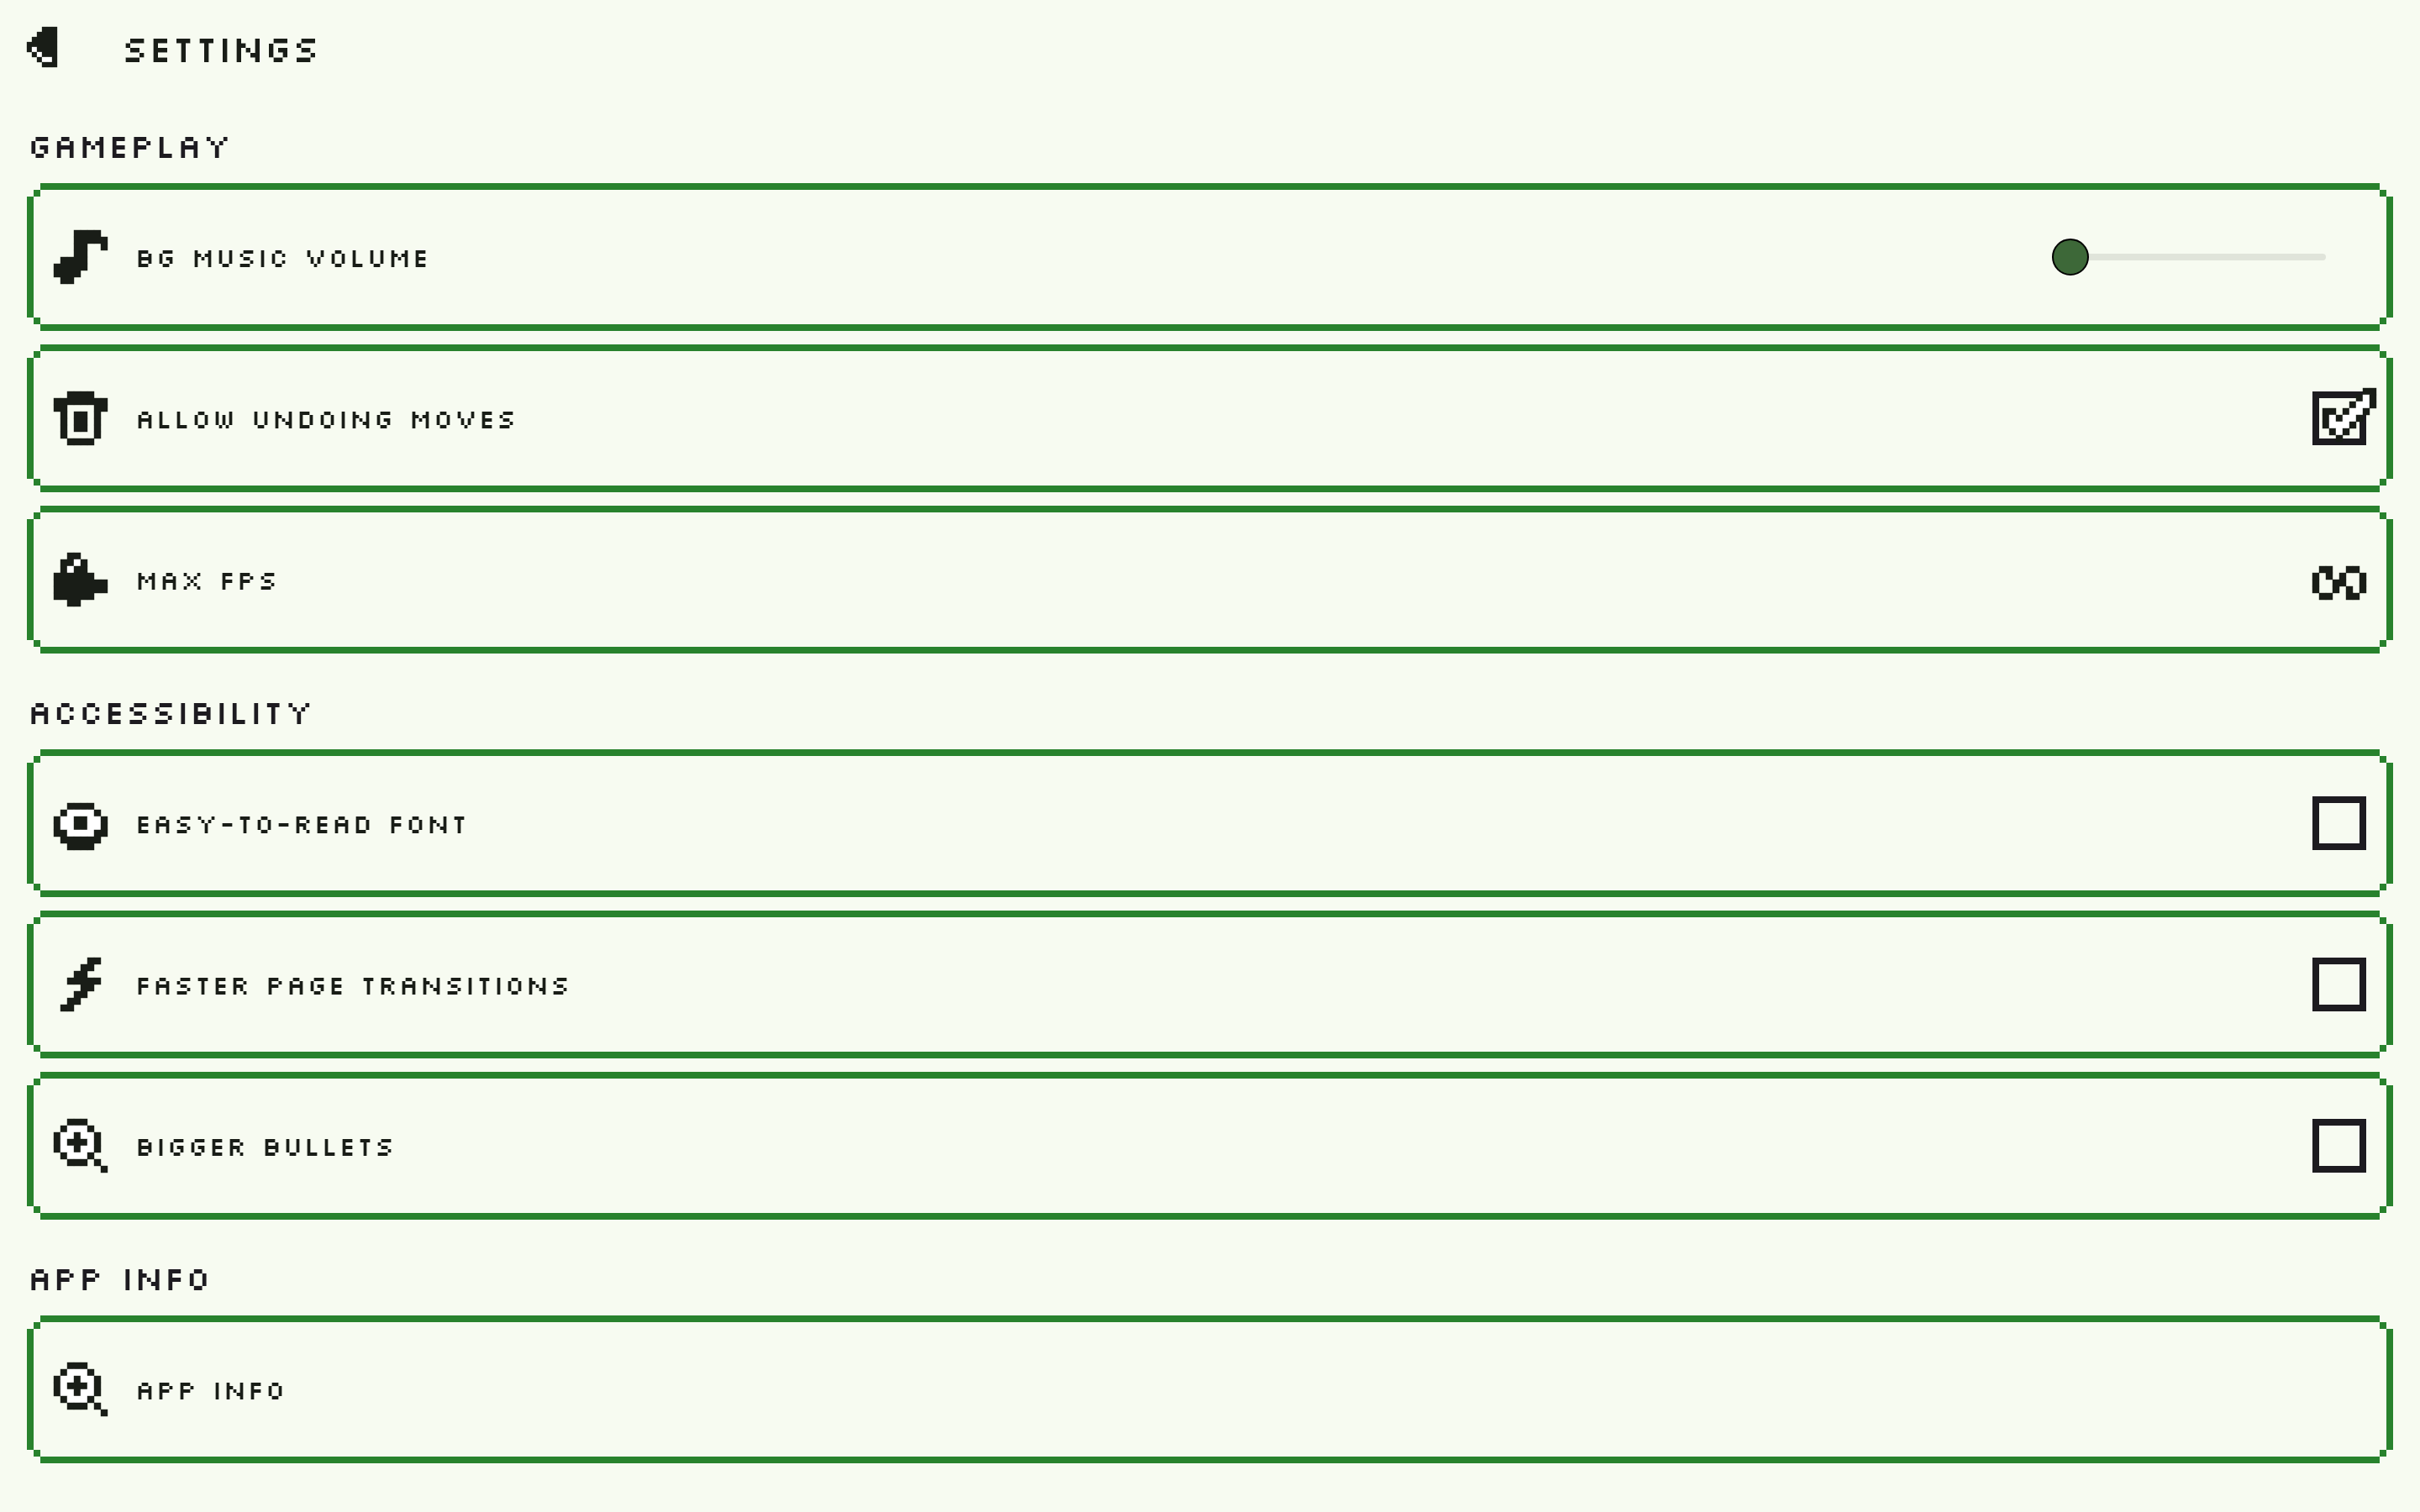 SETTINGS
GAMEPLAY
BG MUSIC VOLUME
ALLOW UNDOING MOVES
MAX FPS
∞
ACCESSIBILITY
EASY-TO-READ FONT
FASTER PAGE TRANSITIONS
BIGGER BULLETS
APP INFO
APP INFO